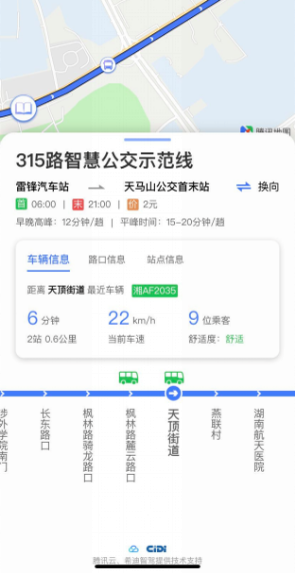 腾讯地图
315路智慧公交示范线
雷锋汽车站
天马山公交首末站
换向
首 06:00 | 末 21:00 | 价 2元
早晚高峰：12分钟/趟 | 平峰时间：15-20分钟/趟
车辆信息 路口信息 站点信息
距离 天顶街道 最近车辆 湘AF2035
6 分钟 22 km/h 9 位乘客
2站 0.6公里 当前车速 舒适度：舒适
涉外学院南门
长东路口
枫林路骑龙路口
枫林路麓云路口
天顶街道
燕联村
湖南航天医院
CiDi
腾讯云、希迪智驾提供技术支持